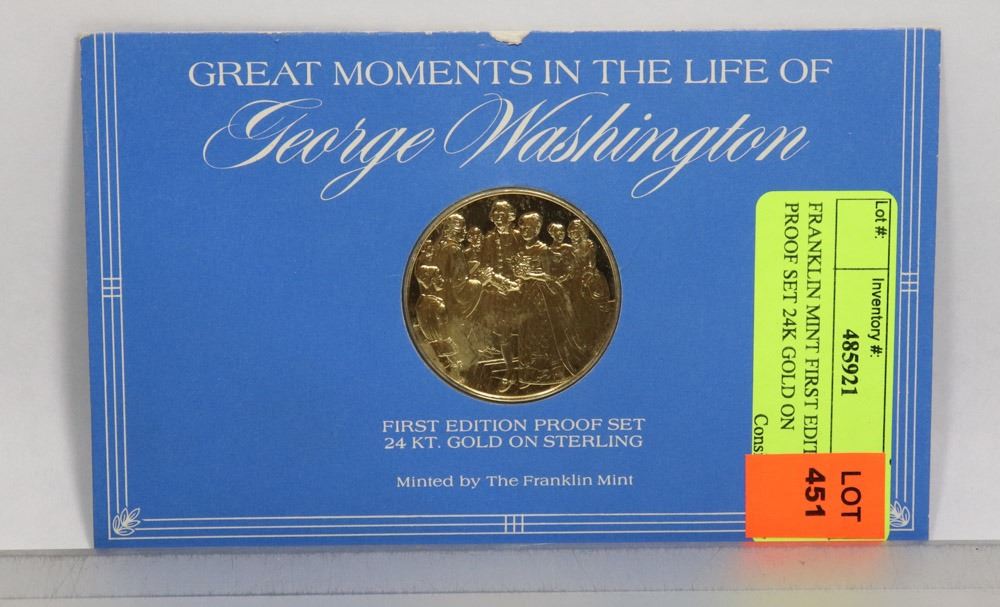 GREAT MOMENTS IN THE LIFE OF
George Washington
FIRST EDITION PROOF SET
24 KT. GOLD ON STERLING
Minted by The Franklin Mint
Lot #:
Inventory #:
485921
FRANKLIN MINT FIRST EDIT
PROOF SET 24K GOLD ON
Cons
LOT
451